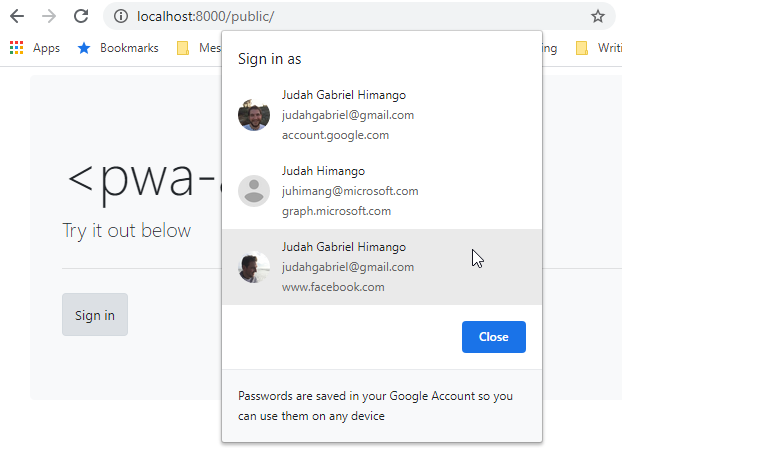 localhost:8000/public/
Apps
Bookmarks
Mes
ing
Writi
Sign in as
Judah Gabriel Himango
judahgabriel@gmail.com
account.google.com
Judah Himango
juhimang@microsoft.com
graph.microsoft.com
Judah Gabriel Himango
judahgabriel@gmail.com
www.facebook.com
Close
Passwords are saved in your Google Account so you
can use them on any device
<pwa-
Try it out below
Sign in